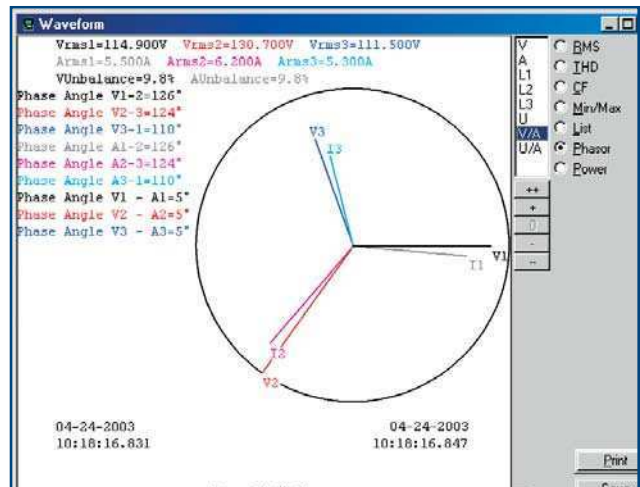 Waveform
Vrms1=114.900V Vrms2=130.700V Vrms3=111.500V
Arms1=5.500A Arms2=6.200A Arms3=5.300A
VUnbalance=9.8% AUnbalance=9.8%
Phase Angle V1-2=126°
Phase Angle V2-3=124°
Phase Angle V3-1=110°
Phase Angle A1-2=126°
Phase Angle A2-3=124°
Phase Angle A3-1=110°
Phase Angle V1 - A1=5°
Phase Angle V2 - A2=5°
Phase Angle V3 - A3=5°
V3
I3
V1
I1
I2
V2
04-24-2003
10:18:16.831
04-24-2003
10:18:16.847
V
A
L1
L2
L3
U
V/A
U/A
RMS
THD
CF
Min/Max
List
Phasor
Power
++
+
0
-
--
Print